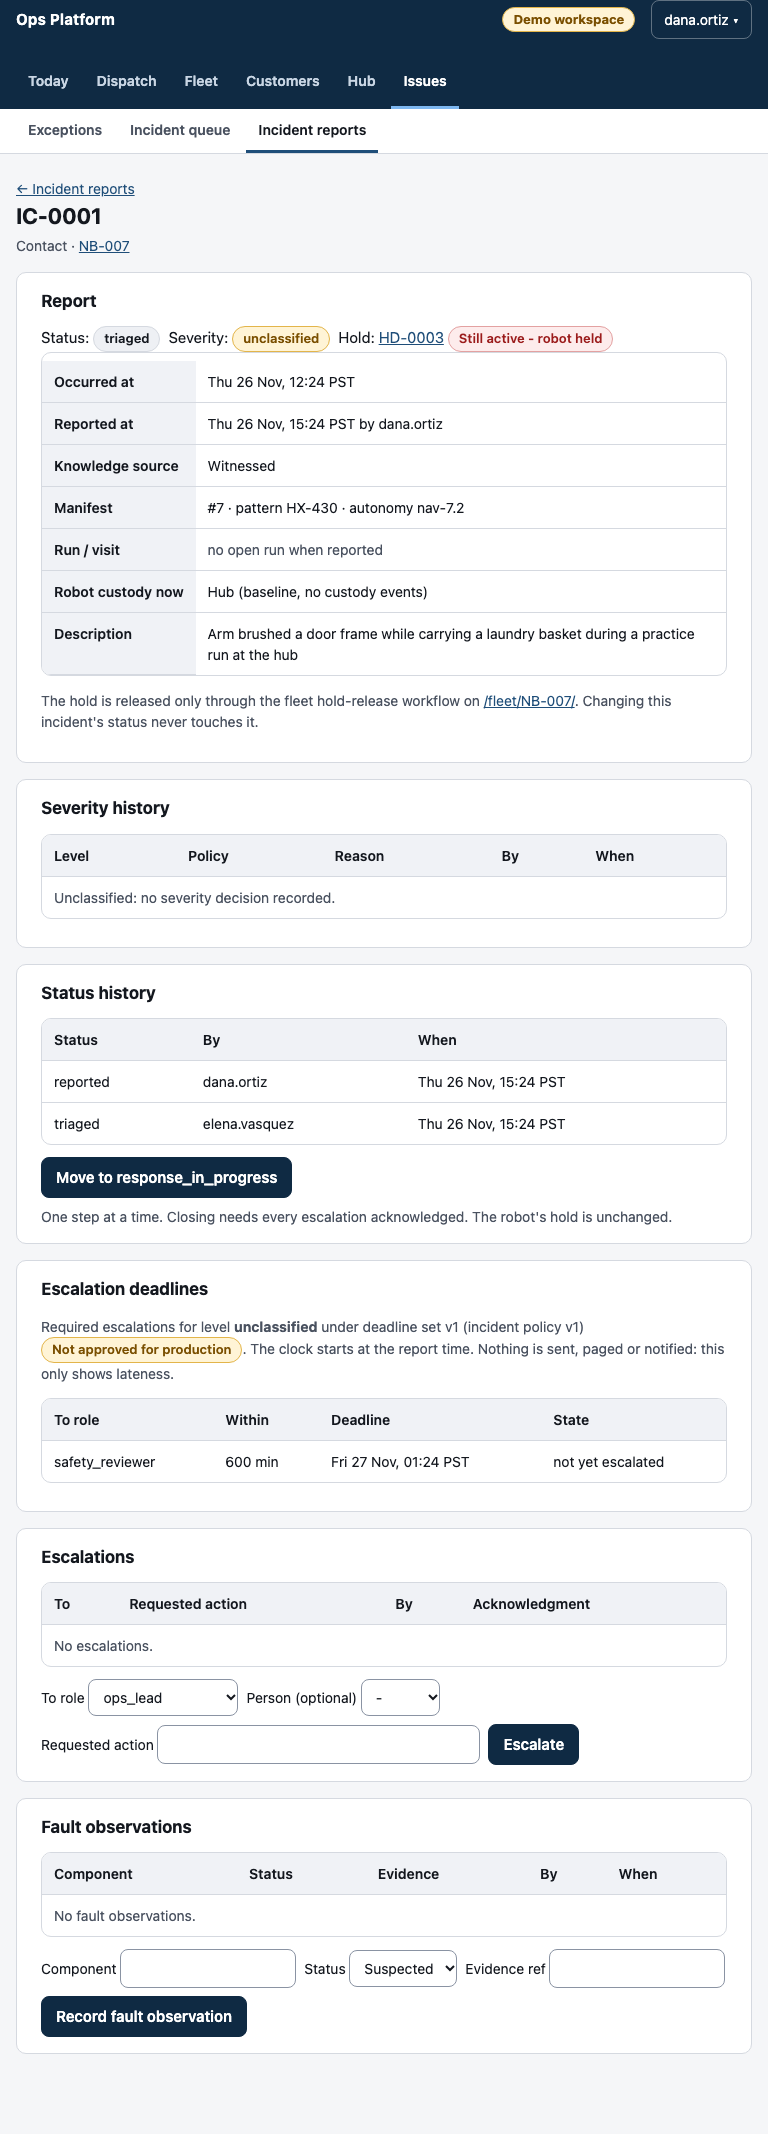 Ops Platform
Demo workspace
dana.ortiz ▾
Today Dispatch Fleet Customers Hub Issues
Exceptions Incident queue Incident reports
← Incident reports
IC-0001
Contact · NB-007
Report
Status: triaged Severity: unclassified Hold: HD-0003 Still active - robot held
Occurred at Thu 26 Nov, 12:24 PST
Reported at Thu 26 Nov, 15:24 PST by dana.ortiz
Knowledge source Witnessed
Manifest #7 · pattern HX-430 · autonomy nav-7.2
Run / visit no open run when reported
Robot custody now Hub (baseline, no custody events)
Description Arm brushed a door frame while carrying a laundry basket during a practice
run at the hub
The hold is released only through the fleet hold-release workflow on /fleet/NB-007/. Changing this
incident's status never touches it.
Severity history
Level Policy Reason By When
Unclassified: no severity decision recorded.
Status history
Status By When
reported dana.ortiz Thu 26 Nov, 15:24 PST
triaged elena.vasquez Thu 26 Nov, 15:24 PST
Move to response_in_progress
One step at a time. Closing needs every escalation acknowledged. The robot's hold is unchanged.
Escalation deadlines
Required escalations for level unclassified under deadline set v1 (incident policy v1)
Not approved for production. The clock starts at the report time. Nothing is sent, paged or notified: this
only shows lateness.
To role Within Deadline State
safety_reviewer 600 min Fri 27 Nov, 01:24 PST not yet escalated
Escalations
To Requested action By Acknowledgment
No escalations.
To role ops_lead Person (optional) -
Requested action Escalate
Fault observations
Component Status Evidence By When
No fault observations.
Component Status Suspected Evidence ref
Record fault observation